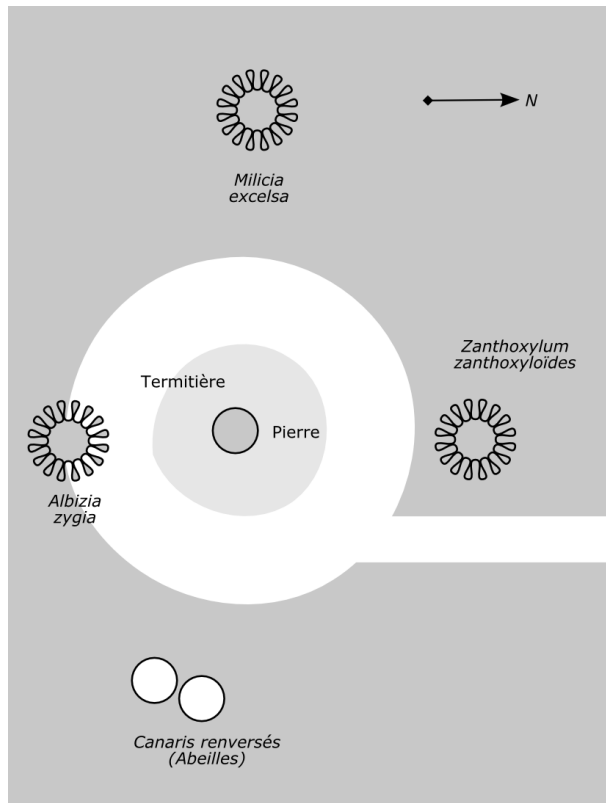 N
Milicia
excelsa
Zanthoxylum
zanthoxyloïdes
Termitière
Pierre
Albizia
zygia
Canaris renversés
(Abeilles)